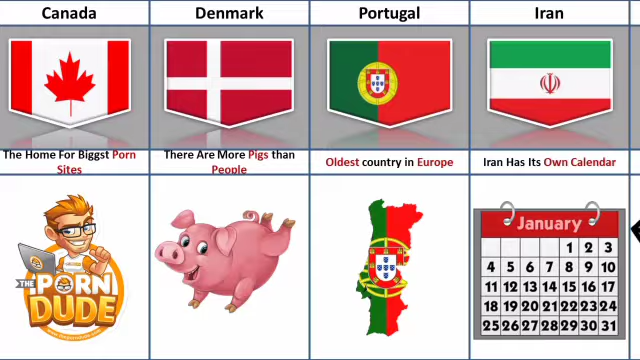 Canada
The Home For Biggst Porn
Sites
THE
PORN
DUDE
Denmark
There Are More Pigs than
People
Portugal
Oldest country in Europe
Iran
Iran Has Its Own Calendar
January
1 2 3
4 5 6 7 8 9 10
11 12 13 14 15 16 17
18 19 20 21 22 23 24
25 26 27 28 29 30 31